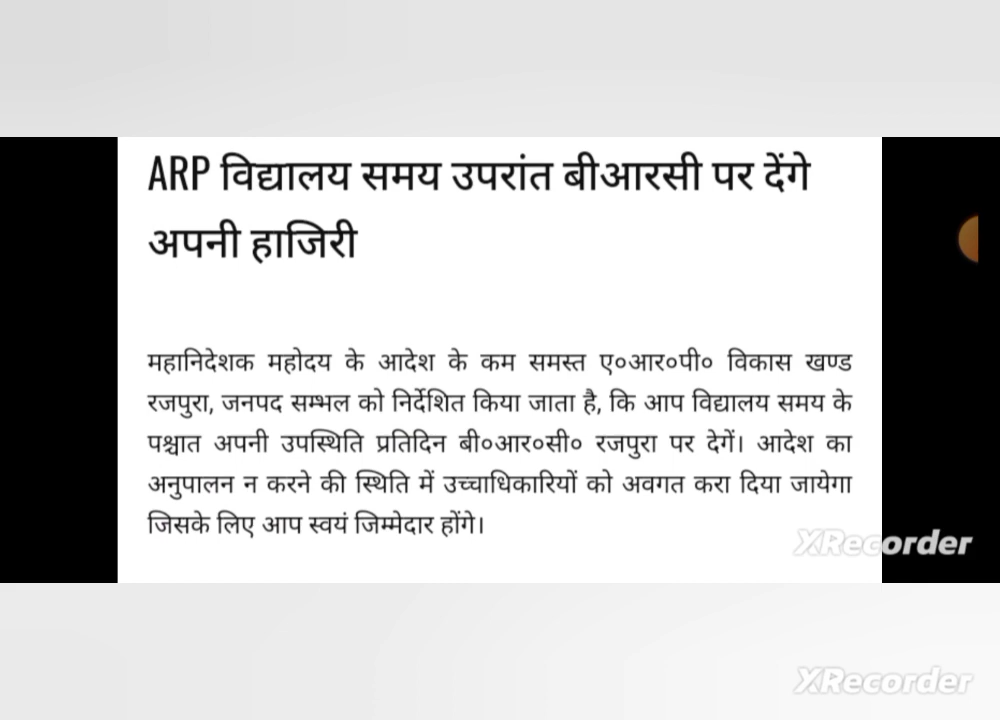 ARP विद्यालय समय उपरांत बीआरसी पर देंगे
अपनी हाजिरी
महानिदेशक महोदय के आदेश के कम समस्त ए०आर०पी० विकास खण्ड
रजपुरा, जनपद सम्भल को निर्देशित किया जाता है, कि आप विद्यालय समय के
पश्चात अपनी उपस्थिति प्रतिदिन बी०आर०सी० रजपुरा पर देगें। आदेश का
अनुपालन न करने की स्थिति में उच्चाधिकारियों को अवगत करा दिया जायेगा
जिसके लिए आप स्वयं जिम्मेदार होंगे।
XRecorder
XRecorder